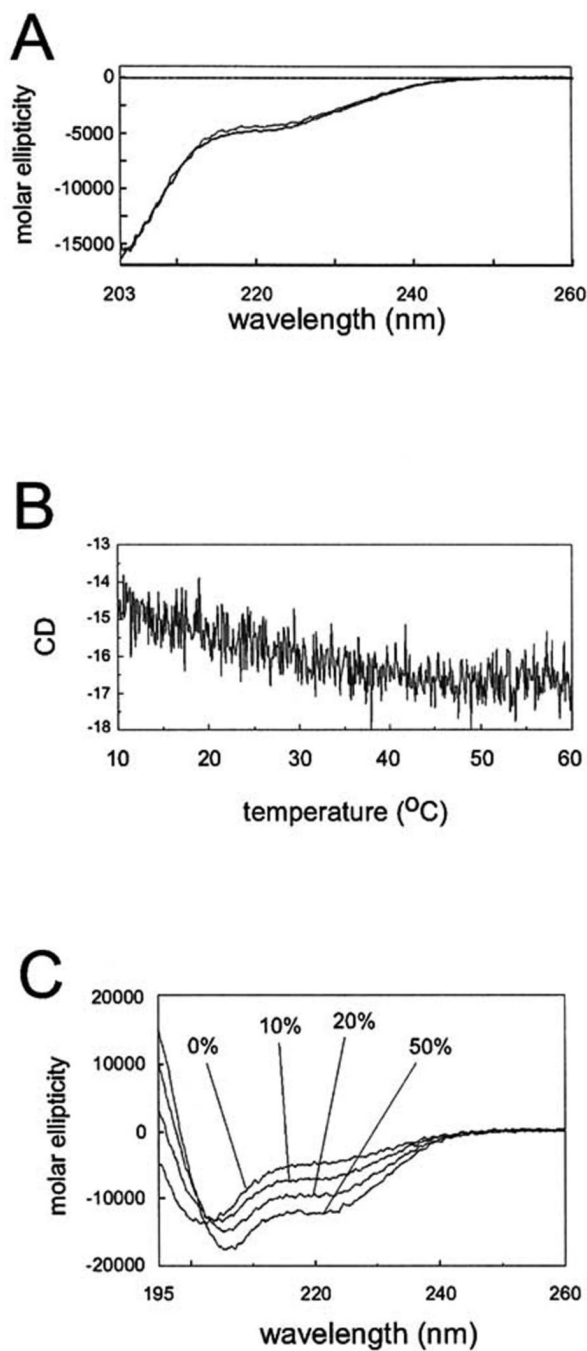 A
0
-5000
-10000
-15000
molar ellipticity
203 220 240 260
wavelength (nm)
B
-13
-14
-15
-16
-17
-18
CD
10 20 30 40 50 60
temperature (°C)
C
20000
10000
0
-10000
-20000
molar ellipticity
0% 10% 20% 50%
195 220 240 260
wavelength (nm)